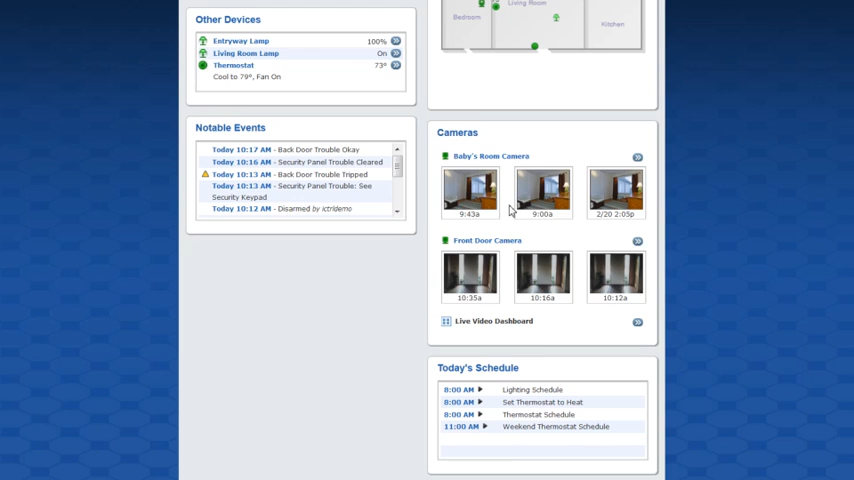 Other Devices
Entryway Lamp 100%
Living Room Lamp On
Thermostat 73°
Cool to 79°, Fan On
Notable Events
Today 10:17 AM - Back Door Trouble Okay
Today 10:16 AM - Security Panel Trouble Cleared
Today 10:13 AM - Back Door Trouble Tripped
Today 10:13 AM - Security Panel Trouble: See
Security Keypad
Today 10:12 AM - Disarmed by ictrldemo
Living Room
Bedroom
Kitchen
Cameras
Baby's Room Camera
9:43a 9:00a 2/20 2:05p
Front Door Camera
10:35a 10:16a 10:12a
Live Video Dashboard
Today's Schedule
8:00 AM Lighting Schedule
8:00 AM Set Thermostat to Heat
8:00 AM Thermostat Schedule
11:00 AM Weekend Thermostat Schedule